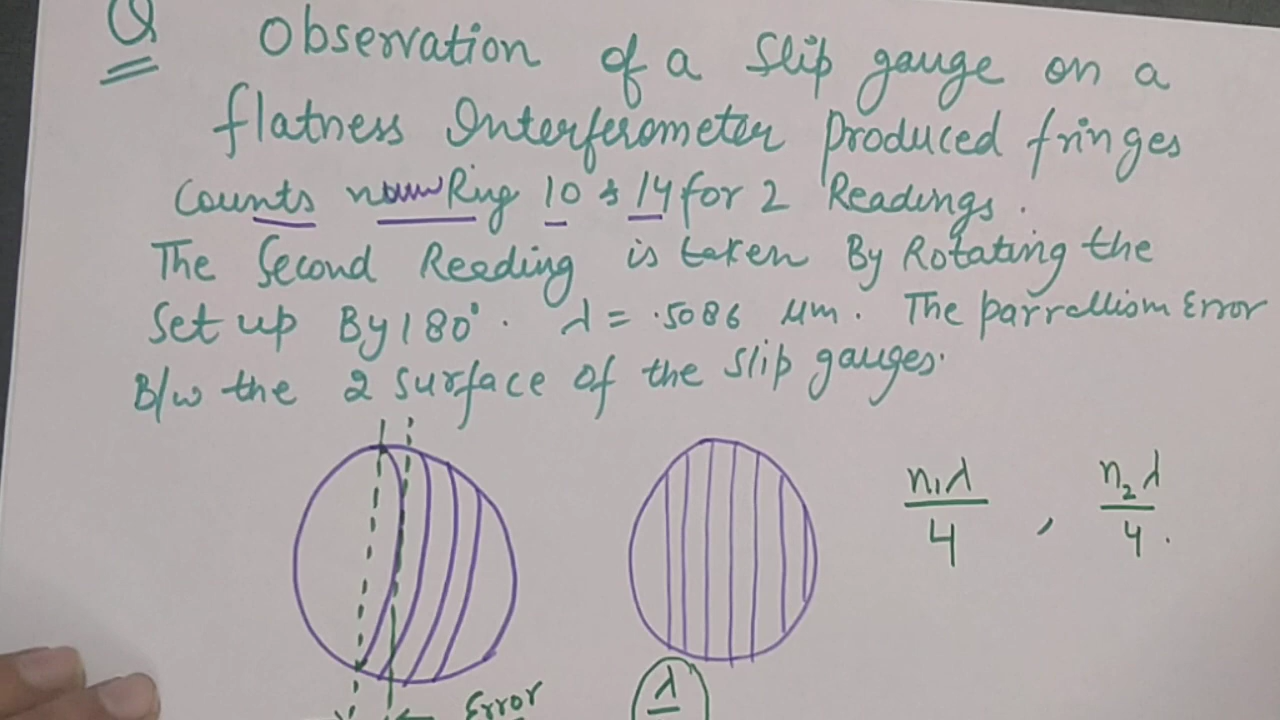 Q
Observation of a Slip gauge on a
flatness Interferometer Produced fringes
Counts Ring 10 & 14 for 2 Readings.
The Second Reading is taken By Rotating the
Set up By 180°. λ = .5086 μm. The parrallism Error
B/w the 2 surface of the slip gauges.
n₁λ/4 , n₂λ/4.
Error
λ